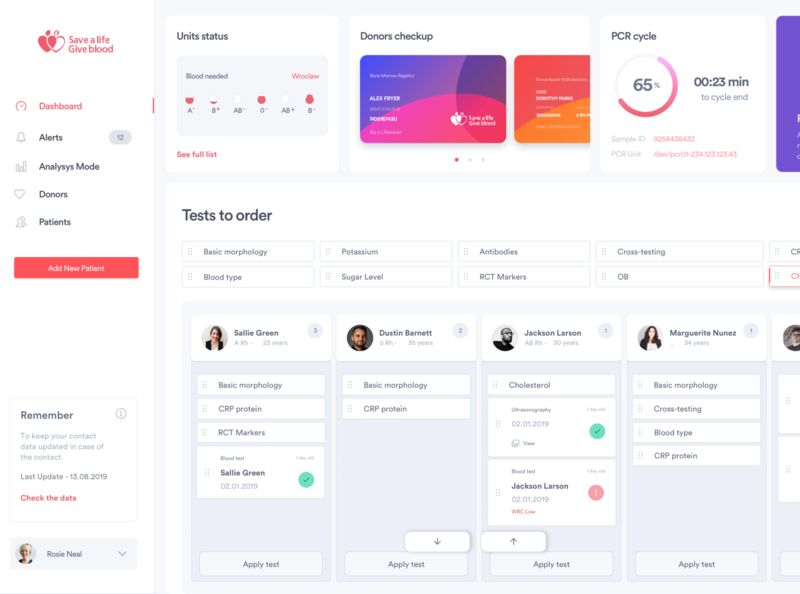 Save a life
Give blood
Dashboard
Alerts
12
Analysys Mode
Donors
Patients
Add New Patient
Remember
To keep your contact
data updated in case of
the contact.
Last Update - 13.08.2019
Check the data
Rosie Neal
Units status
Blood needed
Wroclaw
A⁻ B⁺ AB⁻ 0⁻ AB⁺ B⁻
See full list
Donors checkup
Bone Marrow Registry
ALEX FRYER
Save a life
Give blood
Be a Lifesaver
DOROTHY PARKS
PCR cycle
65%
00:23 min
to cycle end
Sample ID 9258438432
PCR Unit /dev/pcr01-234.123.123.43
Tests to order
Basic morphology
Potassium
Antibodies
Cross-testing
Blood type
Sugar Level
RCT Markers
OB
Sallie Green
3
A Rh - 23 years
Basic morphology
CRP protein
RCT Markers
Blood test
1 day old
Sallie Green
02.01.2019
Apply test
Dustin Barnett
2
0 Rh - 35 years
Basic morphology
CRP protein
Apply test
Jackson Larson
1
AB Rh - 30 years
Cholesterol
Ultrasonography
1 day old
02.01.2019
View
Blood test
1 day old
Jackson Larson
02.01.2019
WBC Low
Apply test
Marguerite Nunez
1
34 years
Basic morphology
Cross-testing
Blood type
CRP protein
Apply test